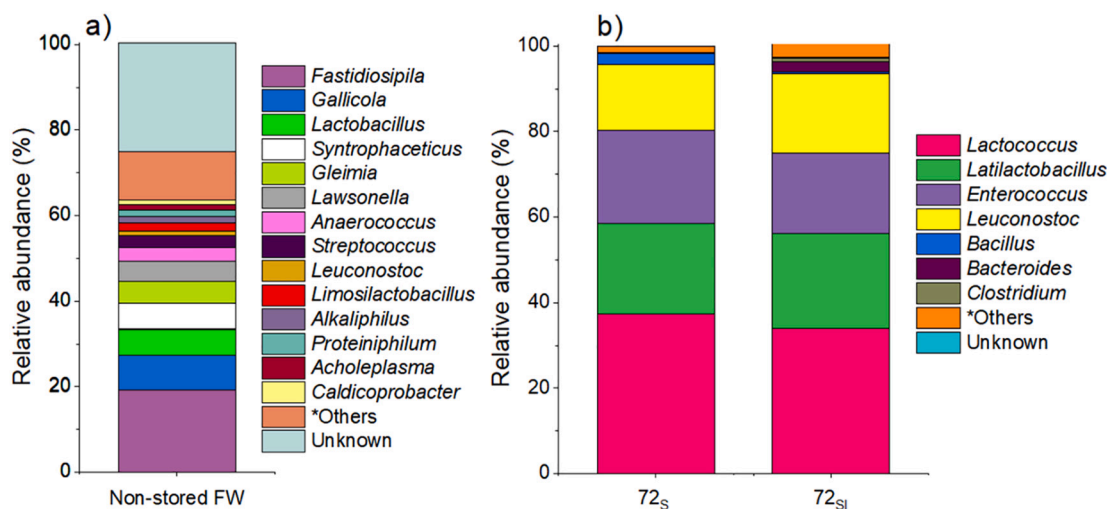 a)
Relative abundance (%)
100
80
60
40
20
0
Non-stored FW
Fastidiosipila
Gallicola
Lactobacillus
Syntrophaceticus
Gleimia
Lawsonella
Anaerococcus
Streptococcus
Leuconostoc
Limosilactobacillus
Alkaliphilus
Proteiniphilum
Acholeplasma
Caldicoprobacter
*Others
Unknown
b)
Relative abundance (%)
100
80
60
40
20
0
72S
72SI
Lactococcus
Latilactobacillus
Enterococcus
Leuconostoc
Bacillus
Bacteroides
Clostridium
*Others
Unknown